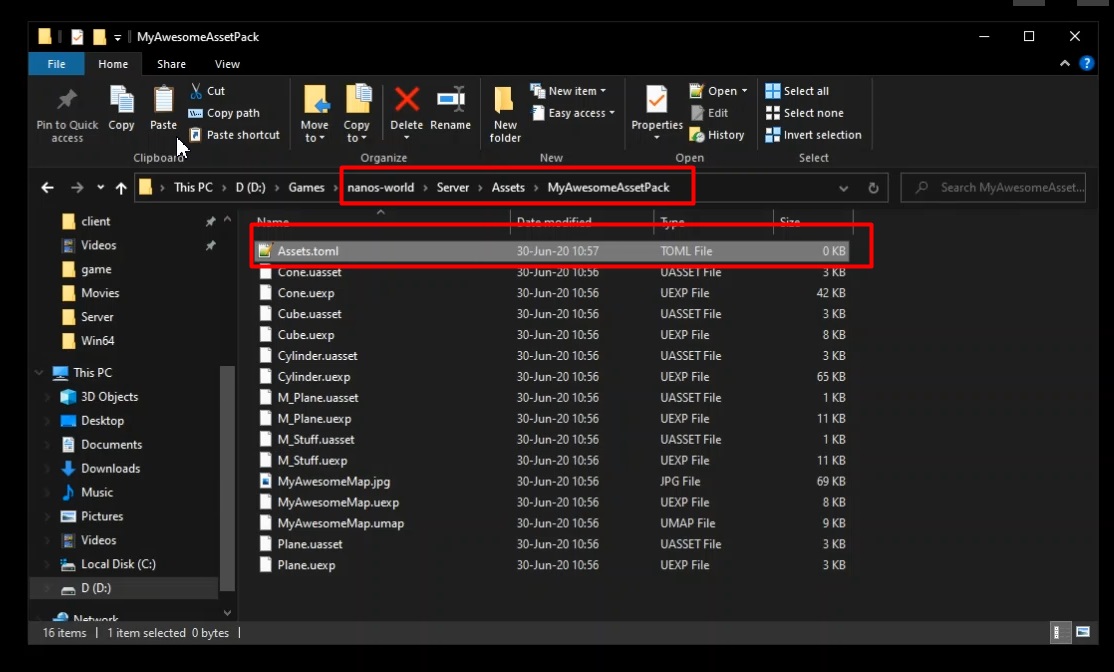 MyAwesomeAssetPack
File Home Share View
Pin to Quick access
Copy
Paste
Cut
Copy path
Paste shortcut
Clipboard
Move to
Copy to
Delete
Rename
Organize
New folder
New item
Easy access
New
Properties
Open
Edit
History
Open
Select all
Select none
Invert selection
Select
This PC > D (D:) > Games > nanos-world > Server > Assets > MyAwesomeAssetPack
Search MyAwesomeAsset...
client
Videos
game
Movies
Server
Win64
This PC
3D Objects
Desktop
Documents
Downloads
Music
Pictures
Videos
Local Disk (C:)
D (D:)
Network
Name Date modified Type Size
Assets.toml 30-Jun-20 10:57 TOML File 0 KB
Cone.uasset 30-Jun-20 10:56 UASSET File 3 KB
Cone.uexp 30-Jun-20 10:56 UEXP File 42 KB
Cube.uasset 30-Jun-20 10:56 UASSET File 3 KB
Cube.uexp 30-Jun-20 10:56 UEXP File 8 KB
Cylinder.uasset 30-Jun-20 10:56 UASSET File 3 KB
Cylinder.uexp 30-Jun-20 10:56 UEXP File 65 KB
M_Plane.uasset 30-Jun-20 10:56 UASSET File 1 KB
M_Plane.uexp 30-Jun-20 10:56 UEXP File 11 KB
M_Stuff.uasset 30-Jun-20 10:56 UASSET File 1 KB
M_Stuff.uexp 30-Jun-20 10:56 UEXP File 11 KB
MyAwesomeMap.jpg 30-Jun-20 10:56 JPG File 69 KB
MyAwesomeMap.uexp 30-Jun-20 10:56 UEXP File 8 KB
MyAwesomeMap.umap 30-Jun-20 10:56 UMAP File 9 KB
Plane.uasset 30-Jun-20 10:56 UASSET File 3 KB
Plane.uexp 30-Jun-20 10:56 UEXP File 3 KB
16 items | 1 item selected 0 bytes |